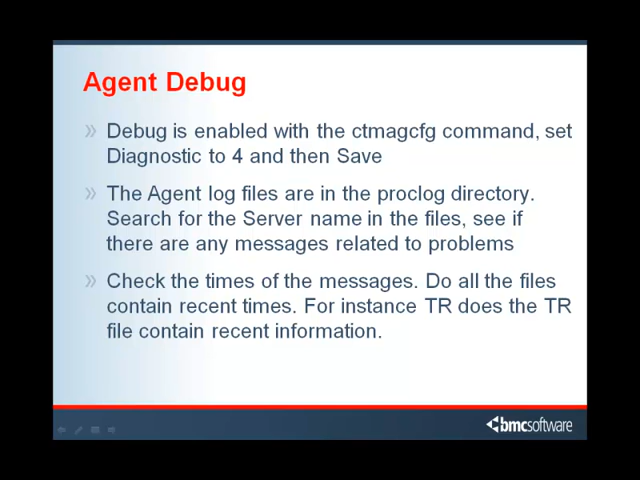 Agent Debug
» Debug is enabled with the ctmagcfg command, set
Diagnostic to 4 and then Save
» The Agent log files are in the proclog directory.
Search for the Server name in the files, see if
there are any messages related to problems
» Check the times of the messages. Do all the files
contain recent times. For instance TR does the TR
file contain recent information.
bmcsoftware